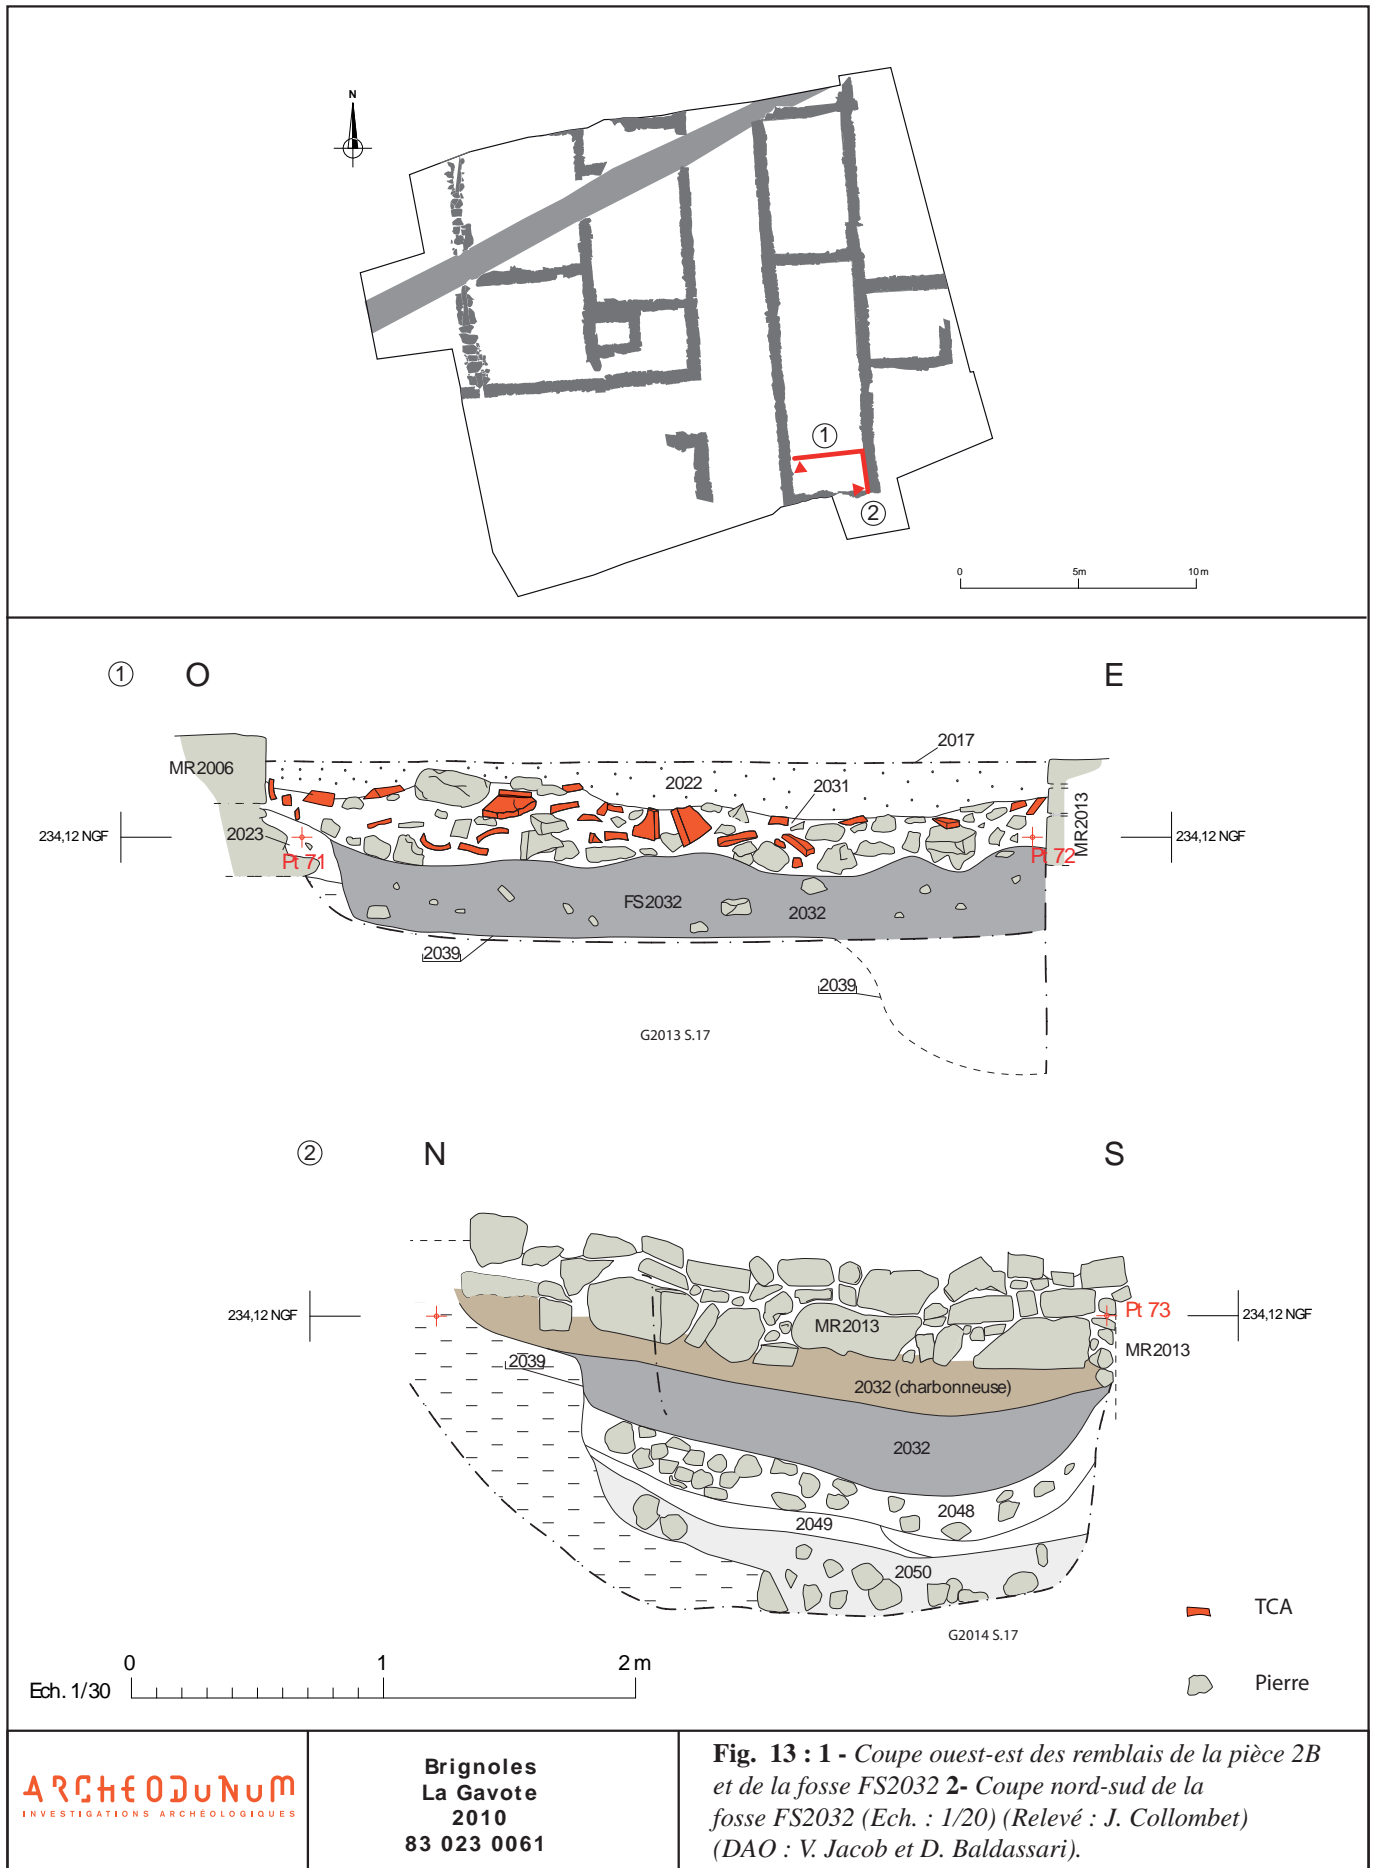 N
1
2
0 5m 10 m
1 O E
2017
MR2006
2022
2031
2023
MR2013
234,12 NGF
234,12 NGF
Pt 71
Pt 72
FS2032
2032
2039
2039
G2013 S.17
2 N S
234,12 NGF
Pt 73
234,12 NGF
MR2013
MR2013
2039
2032 (charbonneuse)
2032
2048
2049
2050
TCA
G2014 S.17
0 1 2 m
Ech. 1/30
Pierre
ARCHEODUNUM
INVESTIGATIONS ARCHÉOLOGIQUES
Brignoles
La Gavote
2010
83 023 0061
Fig. 13 : 1 - Coupe ouest-est des remblais de la pièce 2B
et de la fosse FS2032 2- Coupe nord-sud de la
fosse FS2032 (Ech. : 1/20) (Relevé : J. Collombet)
(DAO : V. Jacob et D. Baldassari).